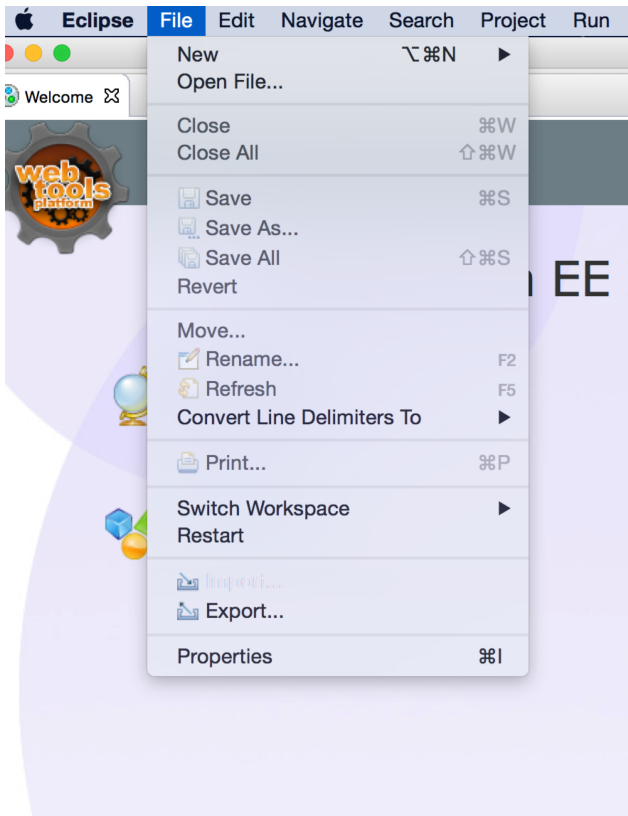 Eclipse File Edit Navigate Search Project Run
Welcome
web
tools
platform
EE
New ⌥⌘N ▶
Open File...
Close ⌘W
Close All ⇧⌘W
Save ⌘S
Save As...
Save All ⇧⌘S
Revert
Move...
Rename... F2
Refresh F5
Convert Line Delimiters To ▶
Print... ⌘P
Switch Workspace ▶
Restart
Import...
Export...
Properties ⌘I